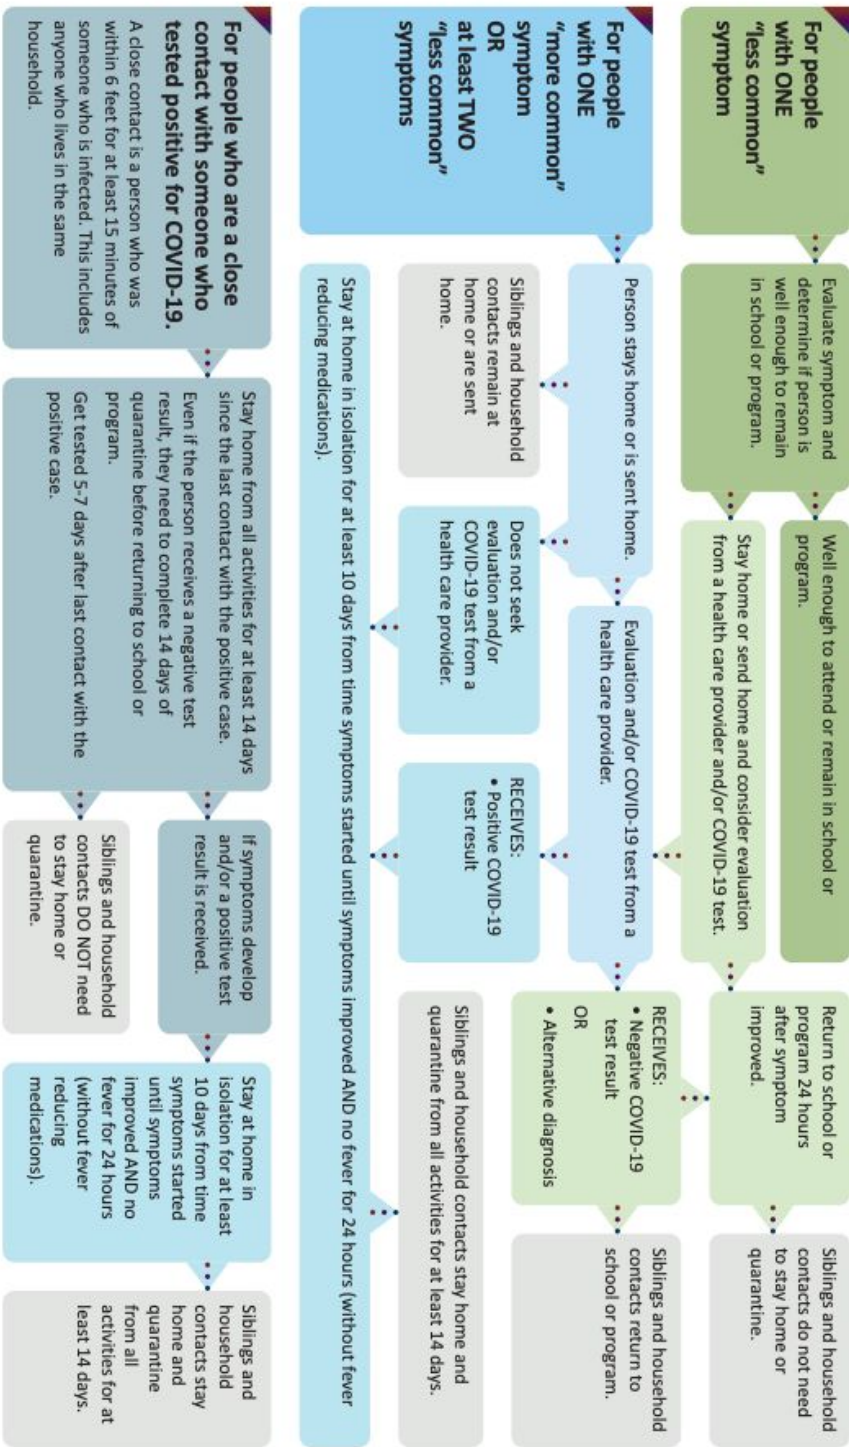 For people
with ONE
“less common”
symptom
Evaluate symptom and
determine if person is
well enough to remain
in school or program.
Well enough to attend or remain in school or
program.
Stay home or send home and consider evaluation
from a health care provider and/or COVID-19 test.
Return to school or
program 24 hours
after symptom
improved.
Siblings and household
contacts do not need
to stay home or
quarantine.
For people
with ONE
“more common”
symptom
OR
at least TWO
“less common”
symptoms
Person stays home or is sent home.
Siblings and household
contacts remain at
home or are sent
home.
Evaluation and/or COVID-19 test from a
health care provider.
Does not seek
evaluation and/or
COVID-19 test from a
health care provider.
RECEIVES:
• Positive COVID-19
test result
RECEIVES:
• Negative COVID-19
test result
OR
• Alternative diagnosis
Siblings and household
contacts return to
school or program.
Siblings and household contacts stay home and
quarantine from all activities for at least 14 days.
Stay at home in isolation for at least 10 days from time symptoms started until symptoms improved AND no fever for 24 hours (without fever
reducing medications).
For people who are a close
contact with someone who
tested positive for COVID-19.
A close contact is a person who was
within 6 feet for at least 15 minutes of
someone who is infected. This includes
anyone who lives in the same
household.
Stay home from all activities for at least 14 days
since the last contact with the positive case.
Even if the person receives a negative test
result, they need to complete 14 days of
quarantine before returning to school or
program.
Get tested 5-7 days after last contact with the
positive case.
If symptoms develop
and/or a positive test
result is received.
Siblings and household
contacts DO NOT need
to stay home or
quarantine.
Stay at home in
isolation for at least
10 days from time
symptoms started
until symptoms
improved AND no
fever for 24 hours
(without fever
reducing
medications).
Siblings and
household
contacts stay
home and
quarantine
from all
activities for at
least 14 days.